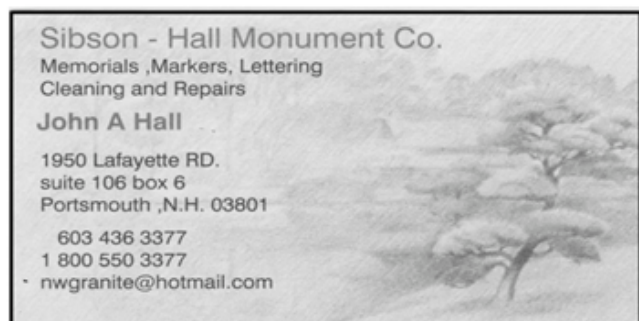 Sibson - Hall Monument Co.
Memorials ,Markers, Lettering
Cleaning and Repairs
John A Hall
1950 Lafayette RD.
suite 106 box 6
Portsmouth ,N.H. 03801
603 436 3377
1 800 550 3377
nwgranite@hotmail.com